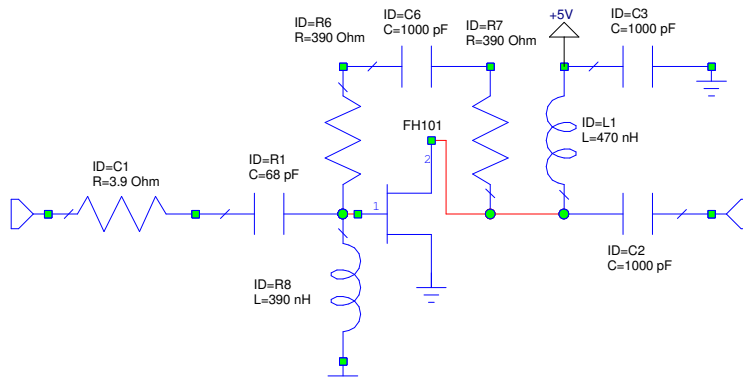 ID=R6
R=390 Ohm
ID=C6
C=1000 pF
ID=R7
R=390 Ohm
+5V
ID=C3
C=1000 pF
FH101
2
ID=L1
L=470 nH
ID=C1
R=3.9 Ohm
ID=R1
C=68 pF
1
ID=C2
C=1000 pF
ID=R8
L=390 nH